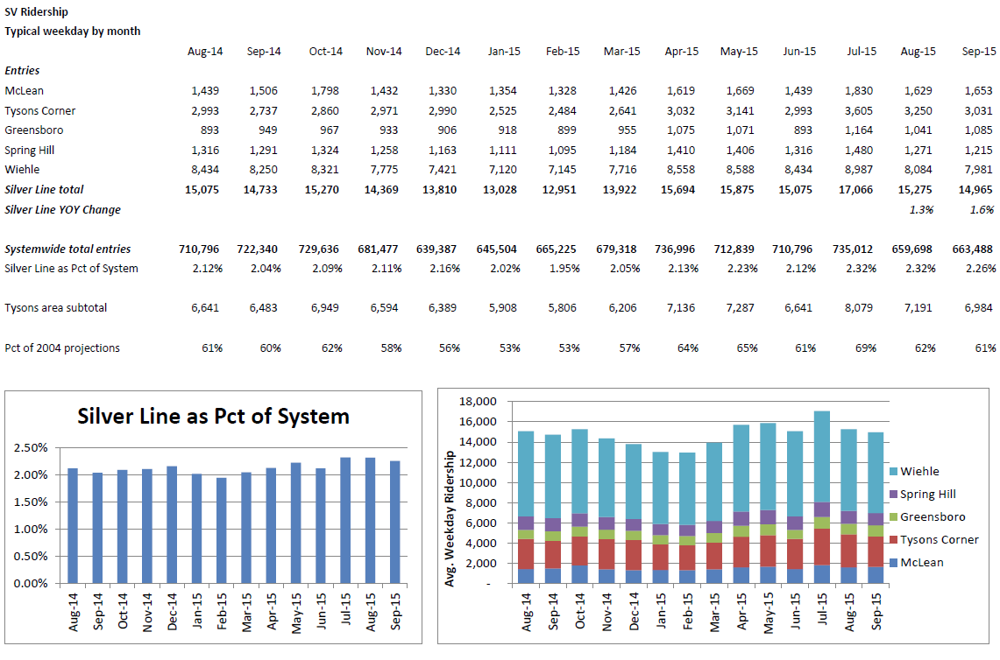 SV Ridership
Typical weekday by month
Aug-14 Sep-14 Oct-14 Nov-14 Dec-14 Jan-15 Feb-15 Mar-15 Apr-15 May-15 Jun-15 Jul-15 Aug-15 Sep-15
Entries
McLean 1,439 1,506 1,798 1,432 1,330 1,354 1,328 1,426 1,619 1,669 1,439 1,830 1,629 1,653
Tysons Corner 2,993 2,737 2,860 2,971 2,990 2,525 2,484 2,641 3,032 3,141 2,993 3,605 3,250 3,031
Greensboro 893 949 967 933 906 918 899 955 1,075 1,071 893 1,164 1,041 1,085
Spring Hill 1,316 1,291 1,324 1,258 1,163 1,111 1,095 1,184 1,410 1,406 1,316 1,480 1,271 1,215
Wiehle 8,434 8,250 8,321 7,775 7,421 7,120 7,145 7,716 8,558 8,588 8,434 8,987 8,084 7,981
Silver Line total 15,075 14,733 15,270 14,369 13,810 13,028 12,951 13,922 15,694 15,875 15,075 17,066 15,275 14,965
Silver Line YOY Change 1.3% 1.6%
Systemwide total entries 710,796 722,340 729,636 681,477 639,387 645,504 665,225 679,318 736,996 712,839 710,796 735,012 659,698 663,488
Silver Line as Pct of System 2.12% 2.04% 2.09% 2.11% 2.16% 2.02% 1.95% 2.05% 2.13% 2.23% 2.12% 2.32% 2.32% 2.26%
Tysons area subtotal 6,641 6,483 6,949 6,594 6,389 5,908 5,806 6,206 7,136 7,287 6,641 8,079 7,191 6,984
Pct of 2004 projections 61% 60% 62% 58% 56% 53% 53% 57% 64% 65% 61% 69% 62% 61%
Silver Line as Pct of System
2.50%
2.00%
1.50%
1.00%
0.50%
0.00%
Aug-14 Sep-14 Oct-14 Nov-14 Dec-14 Jan-15 Feb-15 Mar-15 Apr-15 May-15 Jun-15 Jul-15 Aug-15 Sep-15
Avg. Weekday Ridership
18,000
16,000
14,000
12,000
10,000
8,000
6,000
4,000
2,000
-
Aug-14 Sep-14 Oct-14 Nov-14 Dec-14 Jan-15 Feb-15 Mar-15 Apr-15 May-15 Jun-15 Jul-15 Aug-15 Sep-15
Wiehle
Spring Hill
Greensboro
Tysons Corner
McLean